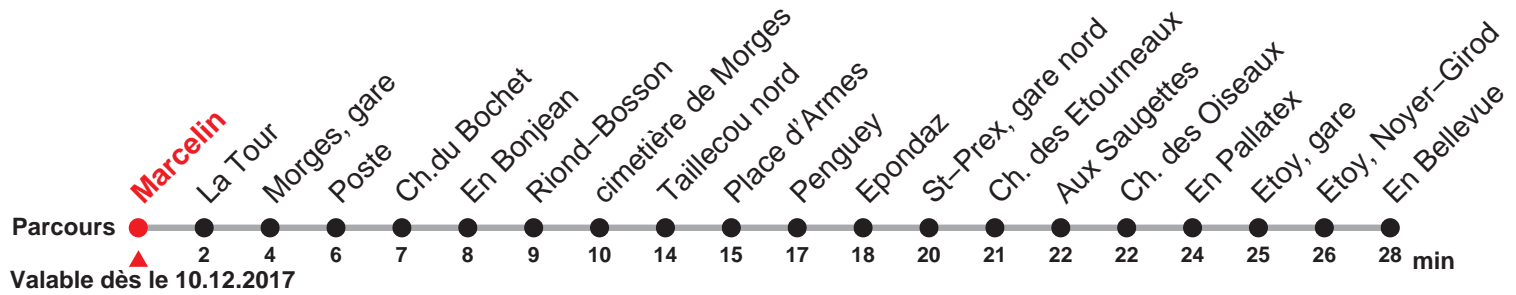 Marcelin
La Tour
Morges, gare
Poste
Ch.du Bochet
En Bonjean
Riond–Bosson
cimetière de Morges
Taillecou nord
Place d'Armes
Penguey
Epondaz
St–Prex, gare nord
Ch. des Etourneaux
Aux Saugettes
Ch. des Oiseaux
En Pallatex
Etoy, gare
Etoy, Noyer–Girod
En Bellevue
Parcours
2 4 6 7 8 9 10 14 15 17 18 20 21 22 22 24 25 26 28 min
Valable dès le 10.12.2017